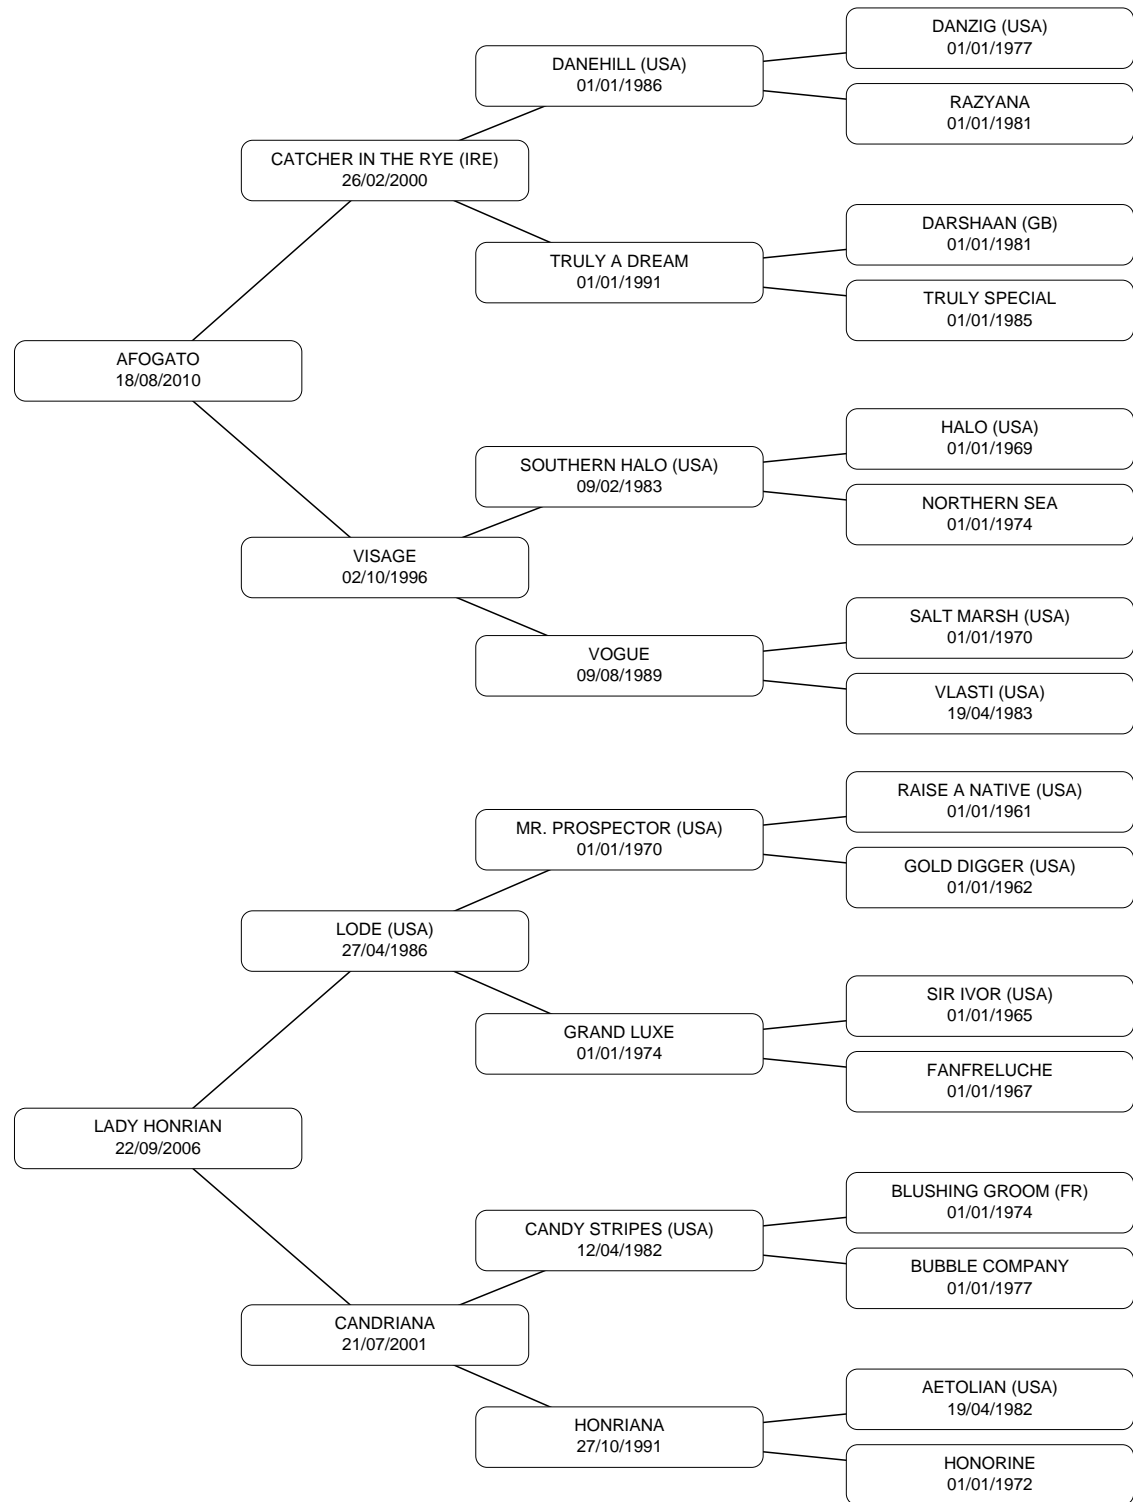 DANZIG (USA)
01/01/1977
DANEHILL (USA)
01/01/1986
RAZYANA
01/01/1981
CATCHER IN THE RYE (IRE)
26/02/2000
DARSHAAN (GB)
01/01/1981
TRULY A DREAM
01/01/1991
TRULY SPECIAL
01/01/1985
AFOGATO
18/08/2010
HALO (USA)
01/01/1969
SOUTHERN HALO (USA)
09/02/1983
NORTHERN SEA
01/01/1974
VISAGE
02/10/1996
SALT MARSH (USA)
01/01/1970
VOGUE
09/08/1989
VLASTI (USA)
19/04/1983
RAISE A NATIVE (USA)
01/01/1961
MR. PROSPECTOR (USA)
01/01/1970
GOLD DIGGER (USA)
01/01/1962
LODE (USA)
27/04/1986
SIR IVOR (USA)
01/01/1965
GRAND LUXE
01/01/1974
FANFRELUCHE
01/01/1967
LADY HONRIAN
22/09/2006
BLUSHING GROOM (FR)
01/01/1974
CANDY STRIPES (USA)
12/04/1982
BUBBLE COMPANY
01/01/1977
CANDRIANA
21/07/2001
AETOLIAN (USA)
19/04/1982
HONRIANA
27/10/1991
HONORINE
01/01/1972